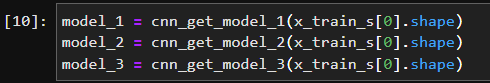 [10]: model_1 = cnn_get_model_1(x_train_s[0].shape)
model_2 = cnn_get_model_2(x_train_s[0].shape)
model_3 = cnn_get_model_3(x_train_s[0].shape)